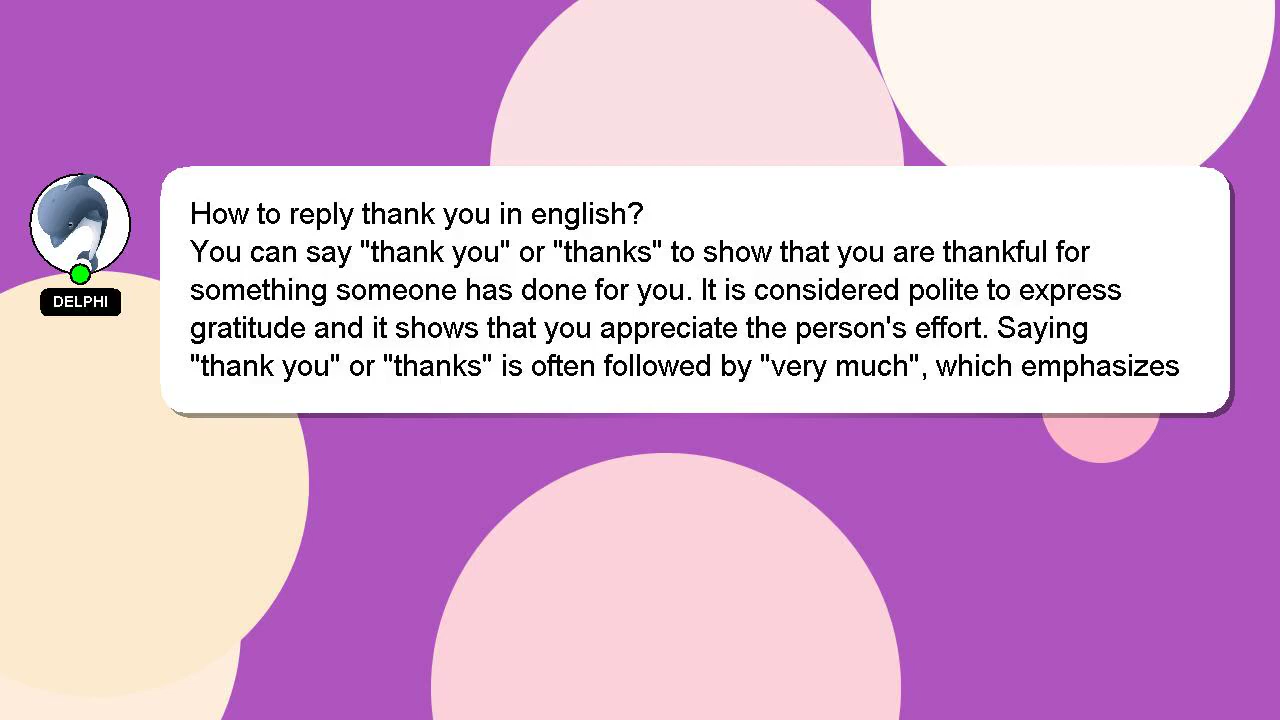 How to reply thank you in english?
You can say "thank you" or "thanks" to show that you are thankful for
something someone has done for you. It is considered polite to express
gratitude and it shows that you appreciate the person's effort. Saying
"thank you" or "thanks" is often followed by "very much", which emphasizes
DELPHI